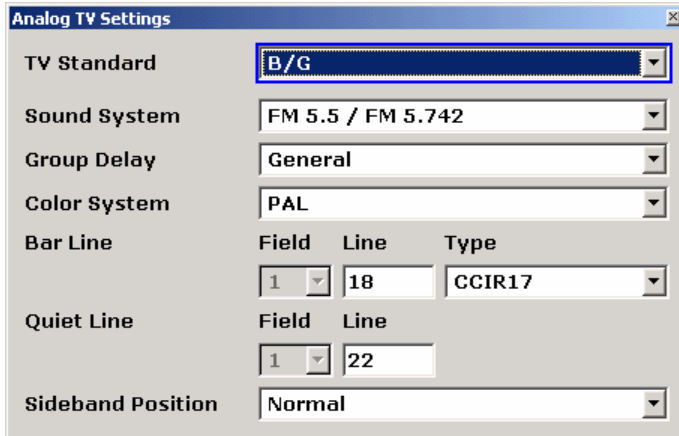 Analog TV Settings
TV Standard B/G
Sound System FM 5.5 / FM 5.742
Group Delay General
Color System PAL
Bar Line Field Line Type
1 18 CCIR17
Quiet Line Field Line
1 22
Sideband Position Normal